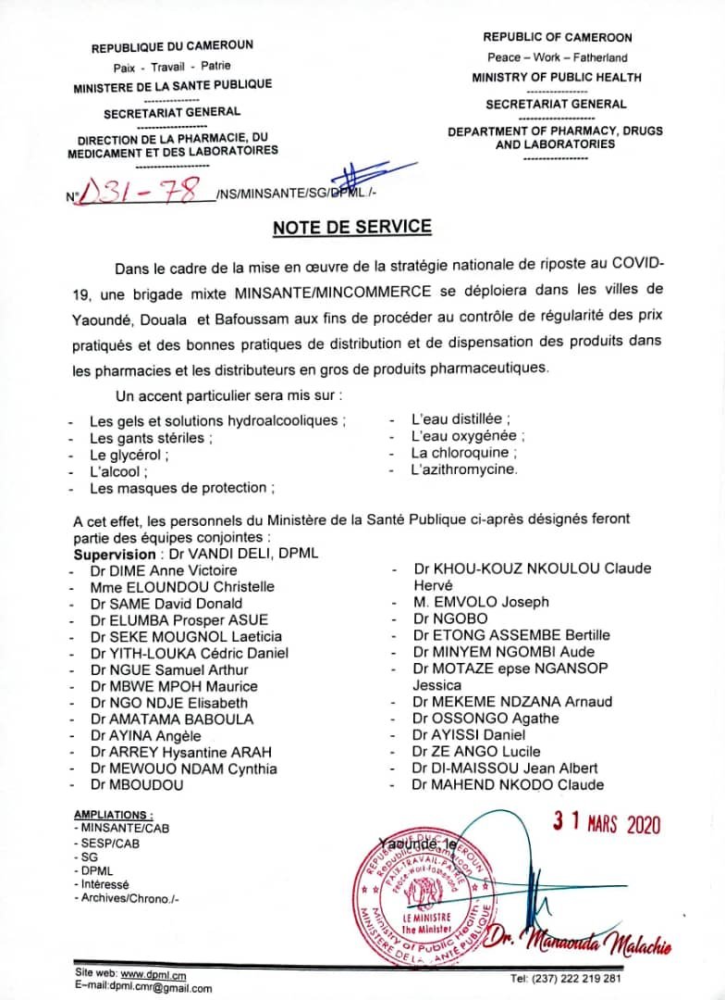 REPUBLIQUE DU CAMEROUN
Paix - Travail - Patrie
MINISTERE DE LA SANTE PUBLIQUE
----------------
SECRETARIAT GENERAL
--------------------
DIRECTION DE LA PHARMACIE, DU
MEDICAMENT ET DES LABORATOIRES
---------------------
REPUBLIC OF CAMEROON
Peace – Work – Fatherland
MINISTRY OF PUBLIC HEALTH
-----------------
SECRETARIAT GENERAL
---------------------
DEPARTMENT OF PHARMACY, DRUGS
AND LABORATORIES
------------------
N° D31-78 /NS/MINSANTE/SG/DPML./-
NOTE DE SERVICE
Dans le cadre de la mise en œuvre de la stratégie nationale de riposte au COVID-
19, une brigade mixte MINSANTE/MINCOMMERCE se déploiera dans les villes de
Yaoundé, Douala et Bafoussam aux fins de procéder au contrôle de régularité des prix
pratiqués et des bonnes pratiques de distribution et de dispensation des produits dans
les pharmacies et les distributeurs en gros de produits pharmaceutiques.
Un accent particulier sera mis sur :
- Les gels et solutions hydroalcooliques ;
- Les gants stériles ;
- Le glycérol ;
- L'alcool ;
- Les masques de protection ;
- L'eau distillée ;
- L'eau oxygénée ;
- La chloroquine ;
- L'azithromycine.
A cet effet, les personnels du Ministère de la Santé Publique ci-après désignés feront
partie des équipes conjointes :
Supervision : Dr VANDI DELI, DPML
- Dr DIME Anne Victoire
- Mme ELOUNDOU Christelle
- Dr SAME David Donald
- Dr ELUMBA Prosper ASUE
- Dr SEKE MOUGNOL Laeticia
- Dr YITH-LOUKA Cédric Daniel
- Dr NGUE Samuel Arthur
- Dr MBWE MPOH Maurice
- Dr NGO NDJE Elisabeth
- Dr AMATAMA BABOULA
- Dr AYINA Angèle
- Dr ARREY Hysantine ARAH
- Dr MEWOUO NDAM Cynthia
- Dr MBOUDOU
- Dr KHOU-KOUZ NKOULOU Claude
Hervé
- M. EMVOLO Joseph
- Dr NGOBO
- Dr ETONG ASSEMBE Bertille
- Dr MINYEM NGOMBI Aude
- Dr MOTAZE epse NGANSOP
Jessica
- Dr MEKEME NDZANA Arnaud
- Dr OSSONGO Agathe
- Dr AYISSI Daniel
- Dr ZE ANGO Lucile
- Dr DI-MAISSOU Jean Albert
- Dr MAHEND NKODO Claude
AMPLIATIONS :
- MINSANTE/CAB
- SESP/CAB
- SG
- DPML
- Intéressé
- Archives/Chrono./-
31 MARS 2020
Yaoundé, le
REPUBLIQUE DU CAMEROUN
Republic of Cameroon
PAIX-TRAVAIL-PATRIE
Peace-Work-Fatherland
LE MINISTRE
The Minister
Ministry of Public Health
MINISTERE DE LA SANTÉ PUBLIQUE
Dr. Manaouda Malachie
Site web: www.dpml.cm
E–mail:dpml.cmr@gmail.com
Tel: (237) 222 219 281